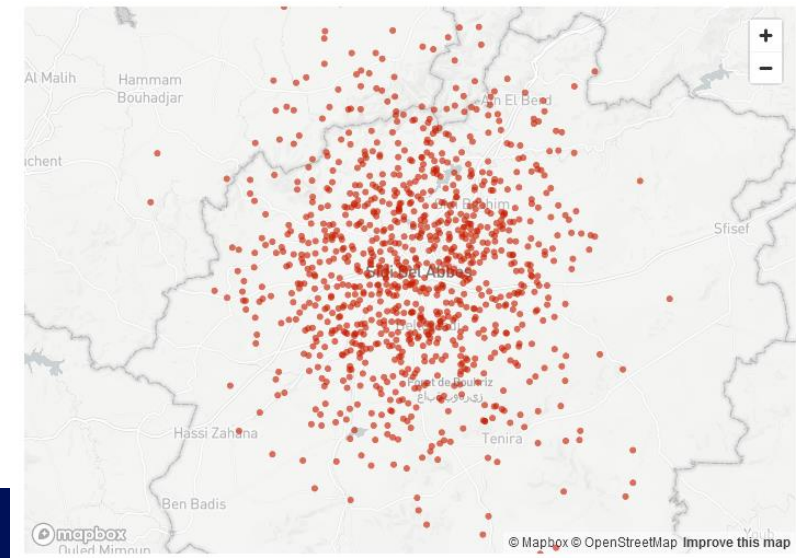 +
−
Al Malih
Hammam
Bouhadjar
Ain El Berd
chent
Sfisef
Sidi Bel Abbes
Foret de Bouhriz
Hassi Zahana
Tenira
Ben Badis
mapbox
© Mapbox © OpenStreetMap Improve this map
Ouled Mimoun